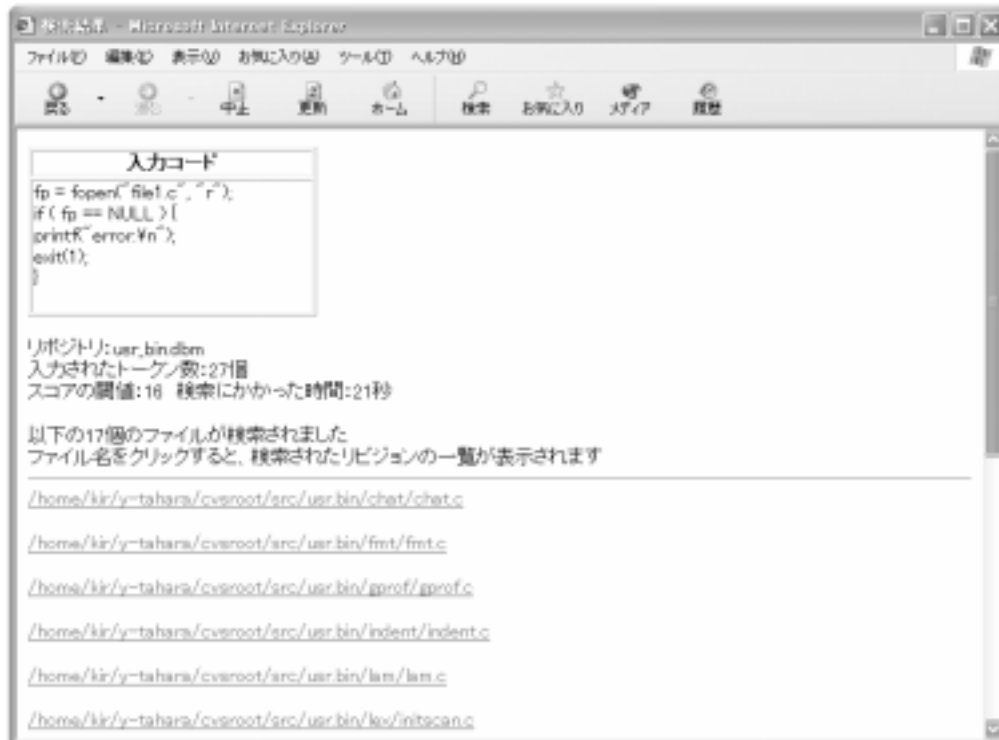 検索結果 - Microsoft Internet Explorer
ファイル(F) 編集(E) 表示(V) お気に入り(A) ツール(T) ヘルプ(H)
戻る 中止 更新 ホーム 検索 お気に入り メディア 履歴
入力コード
fp = fopen("file1.c", "r");
if ( fp == NULL ) {
printf("error.¥n");
exit(1);
}
リポジトリ:usr_bin.dbm
入力されたトークン数:27個
スコアの閾値:16 検索にかかった時間:21秒
以下の17個のファイルが検索されました
ファイル名をクリックすると、検索されたリビジョンの一覧が表示されます
/home/kir/y-tahara/cvsroot/src/usr.bin/chat/chat.c
/home/kir/y-tahara/cvsroot/src/usr.bin/fmt/fmt.c
/home/kir/y-tahara/cvsroot/src/usr.bin/gprof/gprof.c
/home/kir/y-tahara/cvsroot/src/usr.bin/indent/indent.c
/home/kir/y-tahara/cvsroot/src/usr.bin/lam/lam.c
/home/kir/y-tahara/cvsroot/src/usr.bin/lex/initscan.c